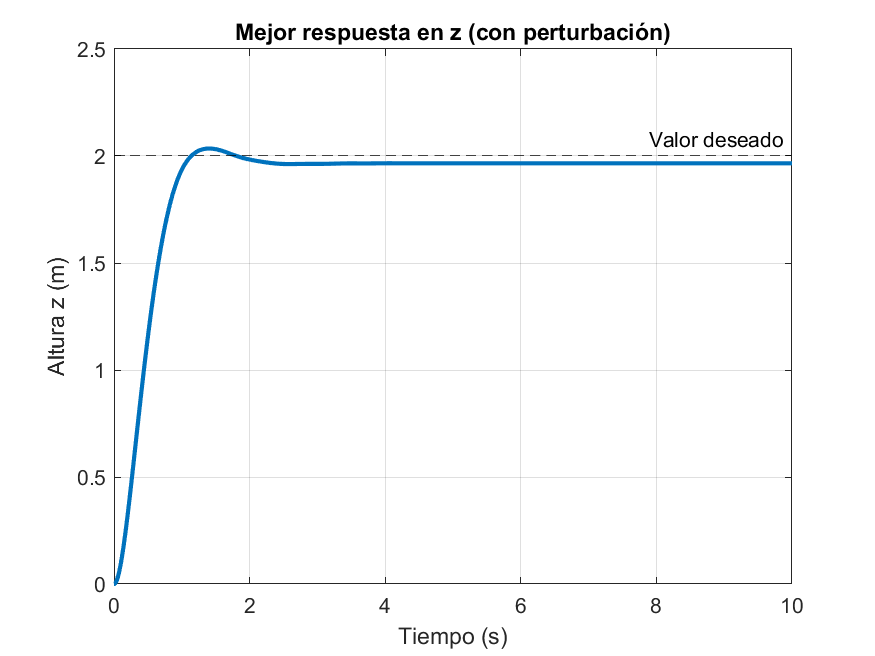 Mejor respuesta en z (con perturbación)
2.5
2
1.5
1
0.5
0
Valor deseado
Altura z (m)
0 2 4 6 8 10
Tiempo (s)